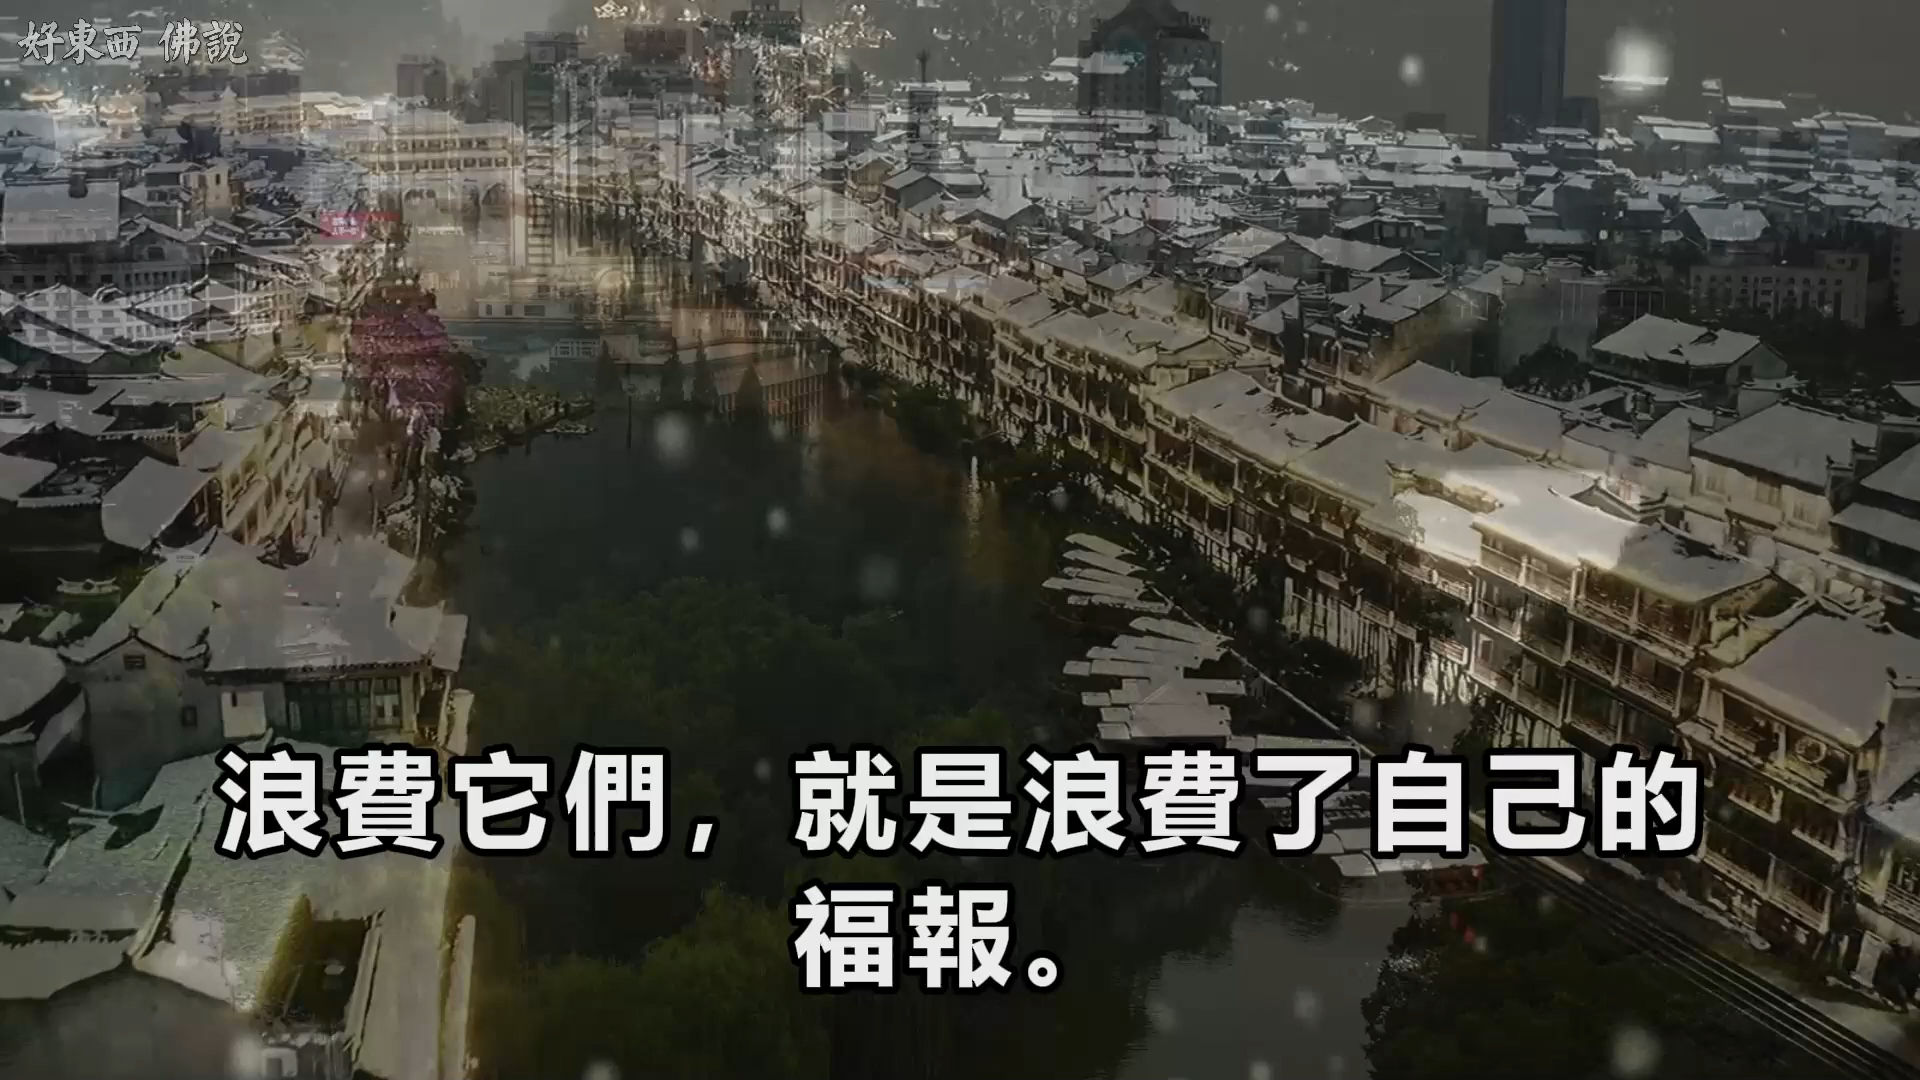 好東西 佛說
浪費它們，就是浪費了自己的
福報。